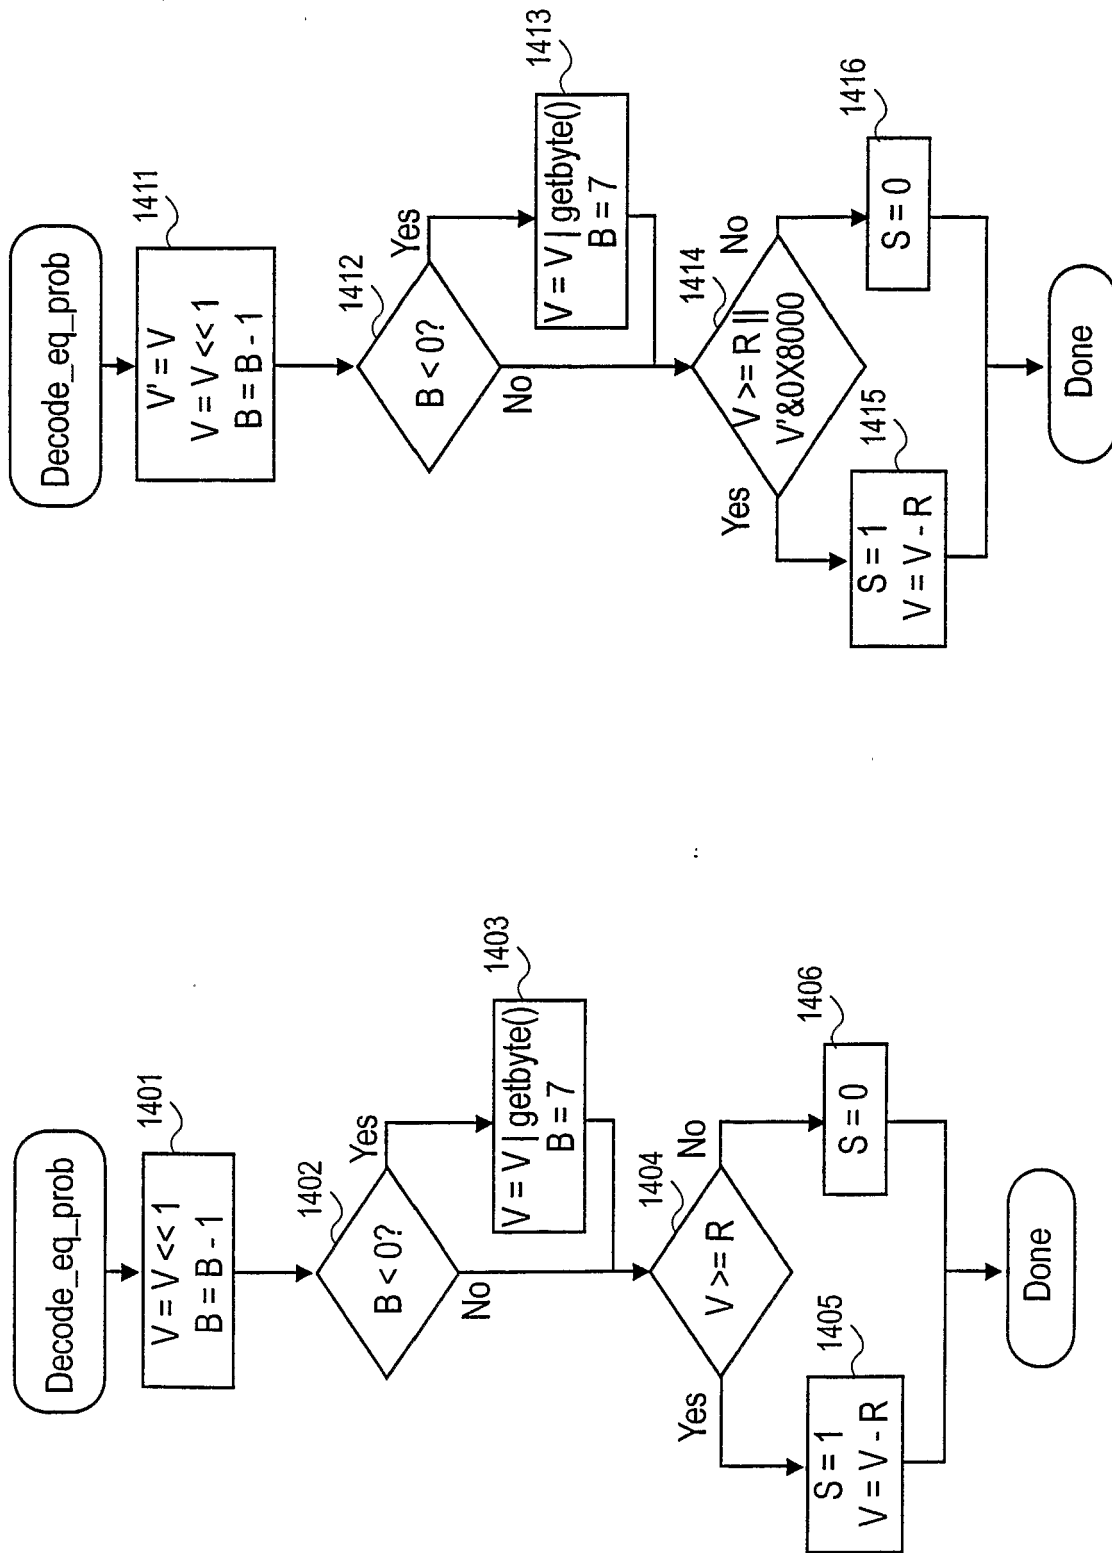 Decode_eq_prob
1401
V = V << 1
B = B - 1
1402
B < 0?
Yes
No
1403
V = V | getbyte()
B = 7
1404
V >= R
Yes
No
1405
S = 1
V = V - R
1406
S = 0
Done
Decode_eq_prob
1411
V' = V
V = V << 1
B = B - 1
1412
B < 0?
Yes
No
1413
V = V | getbyte()
B = 7
1414
V >= R ||
V'&0X8000
Yes
No
1415
S = 1
V = V - R
1416
S = 0
Done